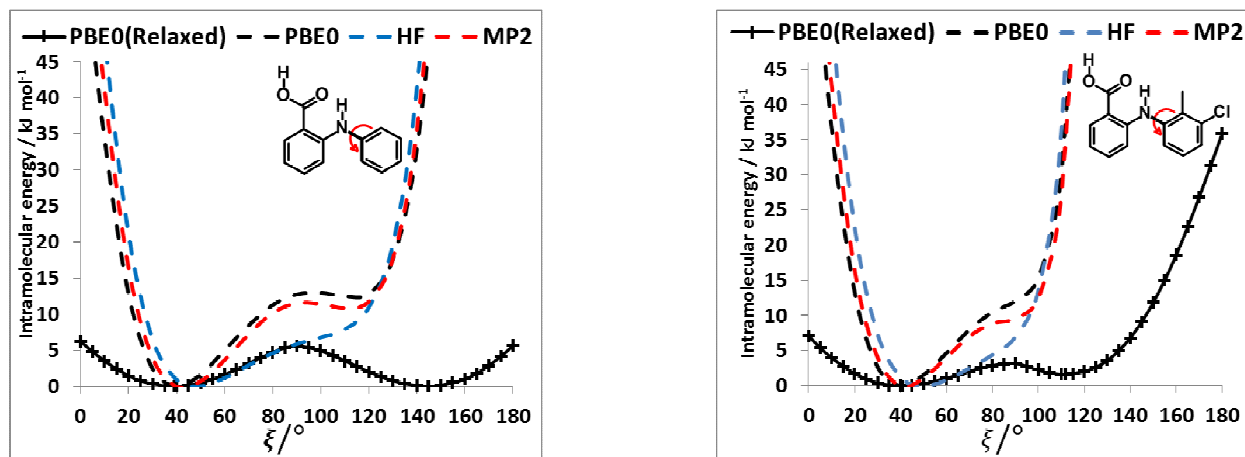 PBE0(Relaxed) PBE0 HF MP2
Intramolecular energy / kJ mol-1
45
40
35
30
25
20
15
10
5
0
H
O
O
H
N
0 20 40 60 80 100 120 140 160 180
ξ/°
PBE0(Relaxed) PBE0 HF MP2
Intramolecular energy / kJ mol-1
45
40
35
30
25
20
15
10
5
0
H
O
O
H
N
Cl
0 20 40 60 80 100 120 140 160 180
ξ/°